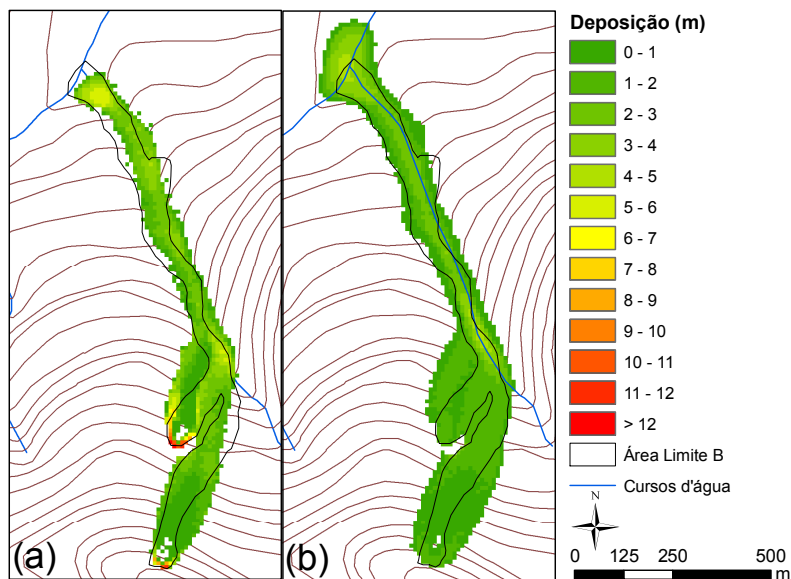 Deposição (m)
0 - 1
1 - 2
2 - 3
3 - 4
4 - 5
5 - 6
6 - 7
7 - 8
8 - 9
9 - 10
10 - 11
11 - 12
> 12
Área Limite B
Cursos d'água
N
0 125 250 500
m
(a)
(b)